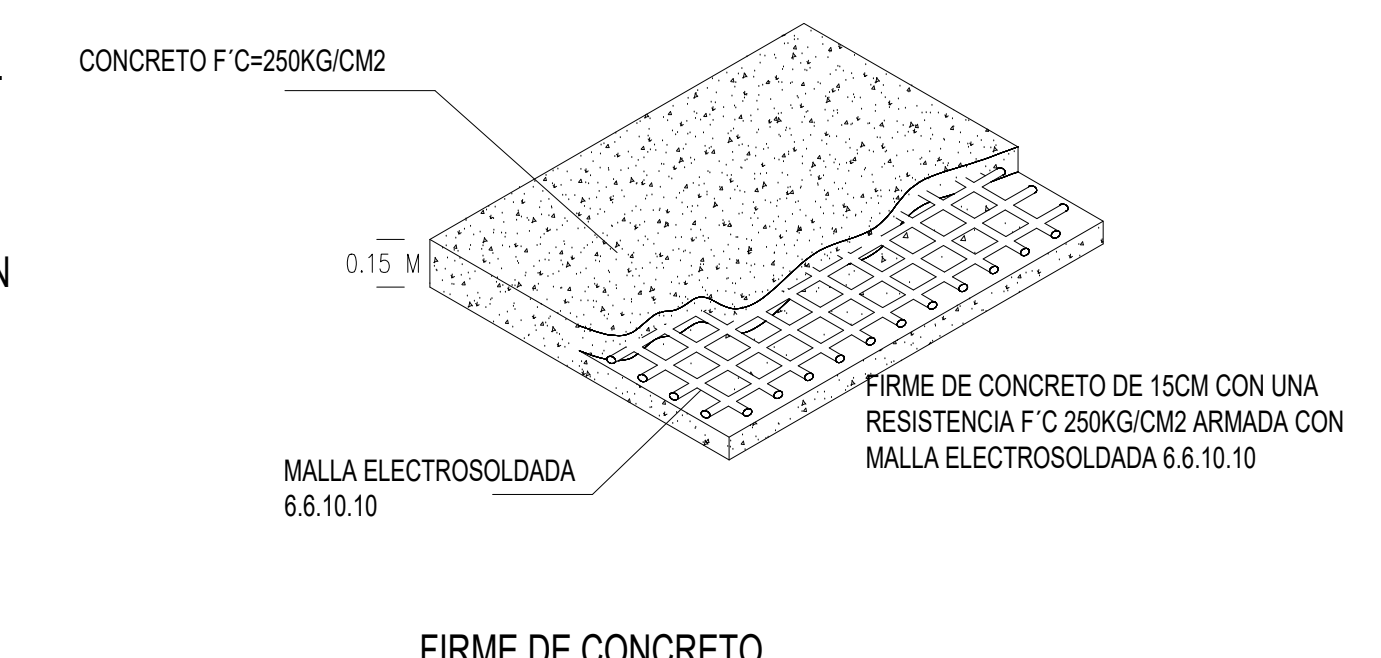 CONCRETO F´C=250KG/CM2
N
0.15 M
FIRME DE CONCRETO DE 15CM CON UNA
RESISTENCIA F´C 250KG/CM2 ARMADA CON
MALLA ELECTROSOLDADA 6.6.10.10
MALLA ELECTROSOLDADA
6.6.10.10
FIRME DE CONCRETO